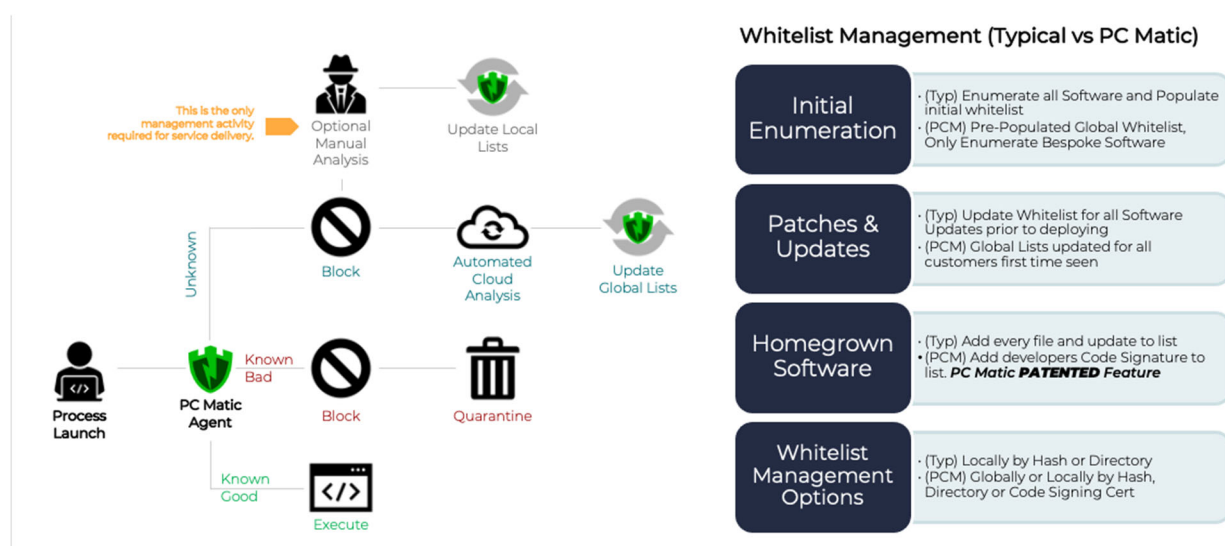 This is the only
management activity
required for service delivery.
Optional
Manual
Analysis
Update Local
Lists
Unknown
Block
Automated
Cloud
Analysis
Update
Global Lists
Process
Launch
PC Matic
Agent
Known
Bad
Block
Quarantine
Known
Good
</>
Execute
Whitelist Management (Typical vs PC Matic)
Initial
Enumeration
· (Typ) Enumerate all Software and Populate
initial whitelist
· (PCM) Pre-Populated Global Whitelist,
Only Enumerate Bespoke Software
Patches &
Updates
· (Typ) Update Whitelist for all Software
Updates prior to deploying
· (PCM) Global Lists updated for all
customers first time seen
Homegrown
Software
· (Typ) Add every file and update to list
• (PCM) Add developers Code Signature to
list. PC Matic PATENTED Feature
Whitelist
Management
Options
· (Typ) Locally by Hash or Directory
· (PCM) Globally or Locally by Hash,
Directory or Code Signing Cert